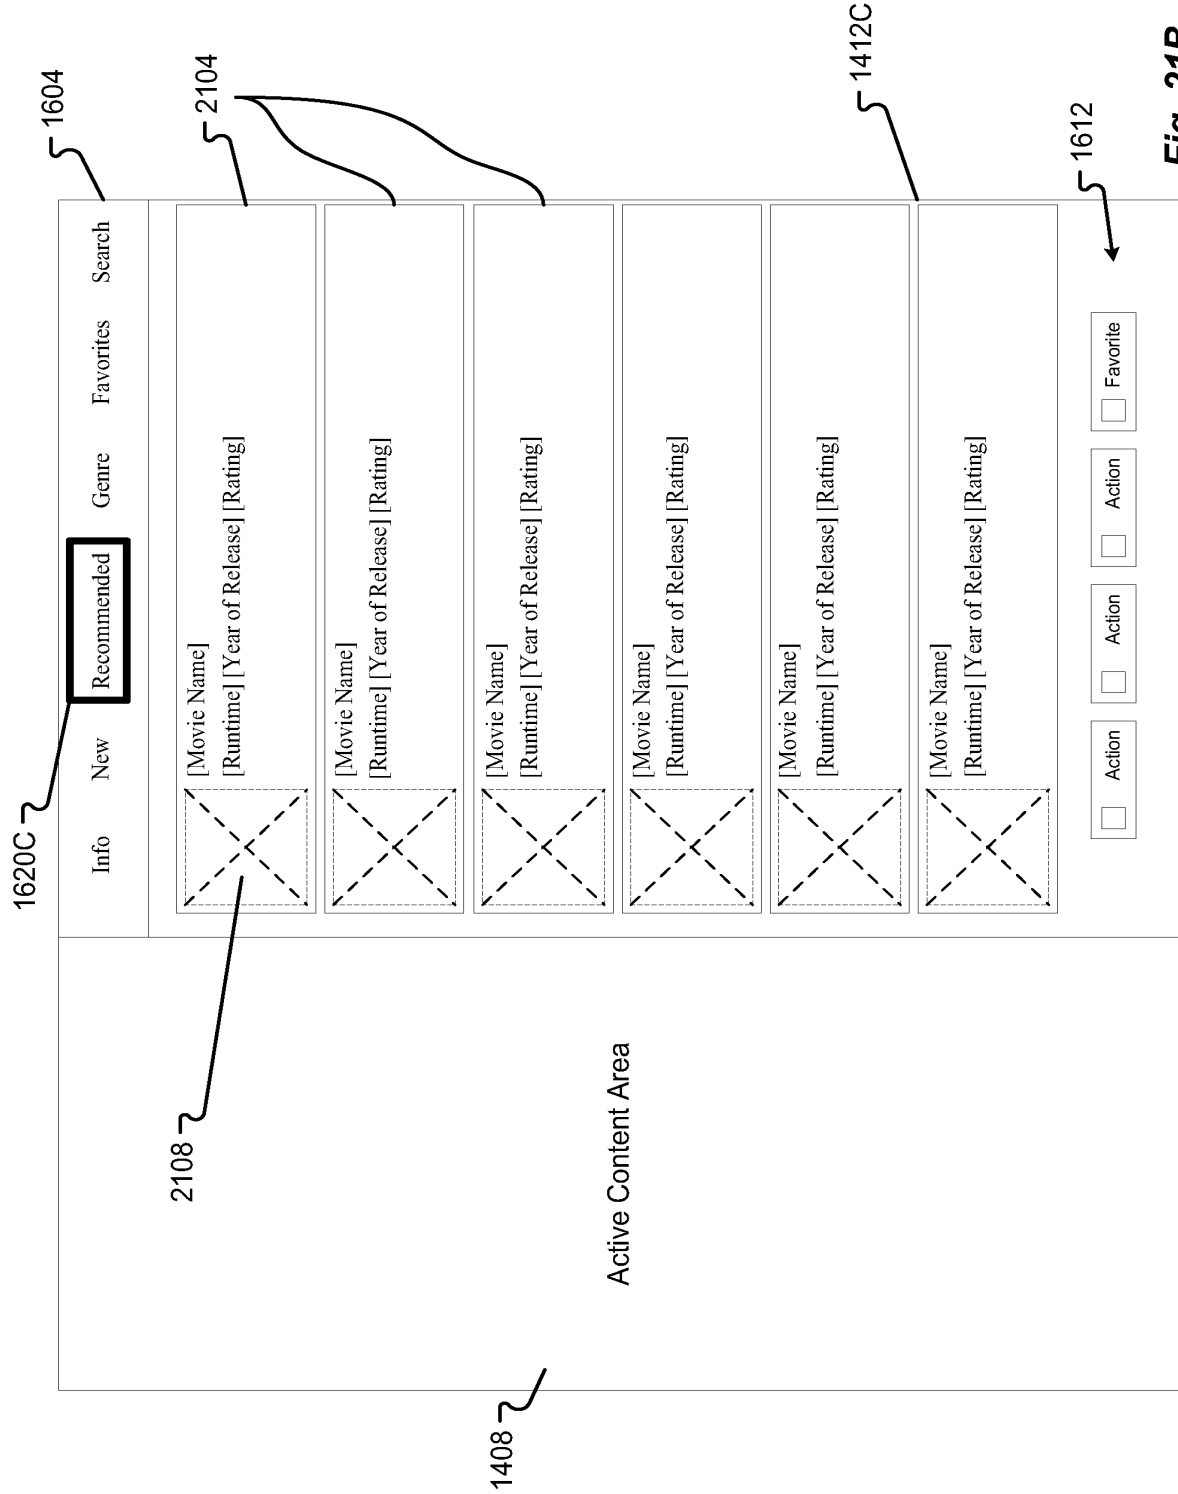 1620C
1604
Info New Recommended Genre Favorites Search
2108
2104
[Movie Name]
[Runtime] [Year of Release] [Rating]
[Movie Name]
[Runtime] [Year of Release] [Rating]
[Movie Name]
[Runtime] [Year of Release] [Rating]
Active Content Area
[Movie Name]
[Runtime] [Year of Release] [Rating]
[Movie Name]
[Runtime] [Year of Release] [Rating]
[Movie Name]
[Runtime] [Year of Release] [Rating]
1408
1412C
Action Action Action Favorite
1612
Fig. 21B